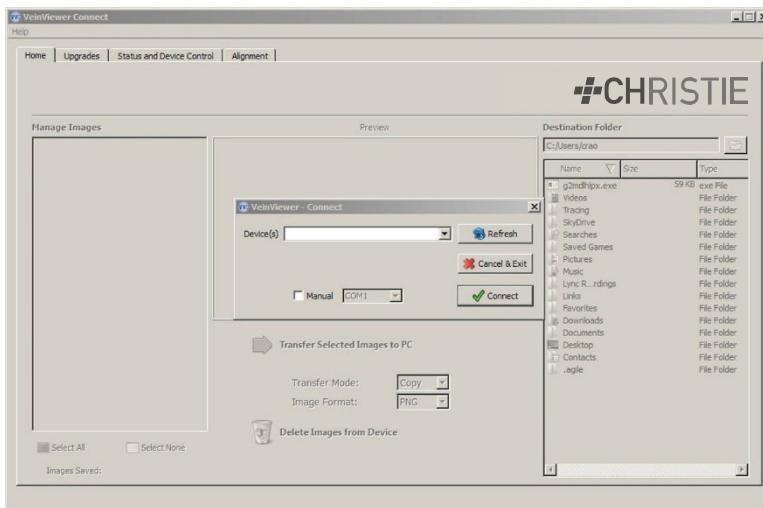 VeinViewer Connect
Help
Home Upgrades Status and Device Control Alignment
CHRISTIE
Manage Images
Preview
Destination Folder
C:/Users/crao
Name Size Type
g2mdlhipx.exe 59 KB exe File
Videos File Folder
Tracing File Folder
SkyDrive File Folder
Searches File Folder
Saved Games File Folder
Pictures File Folder
Music File Folder
Lync R...rdings File Folder
Links File Folder
Favorites File Folder
Downloads File Folder
Documents File Folder
Desktop File Folder
Contacts File Folder
.agile File Folder
VeinViewer - Connect
Device(s) Refresh
Cancel & Exit
Manual COM1 Connect
Transfer Selected Images to PC
Transfer Mode: Copy
Image Format: PNG
Delete Images from Device
Select All Select None
Images Saved: